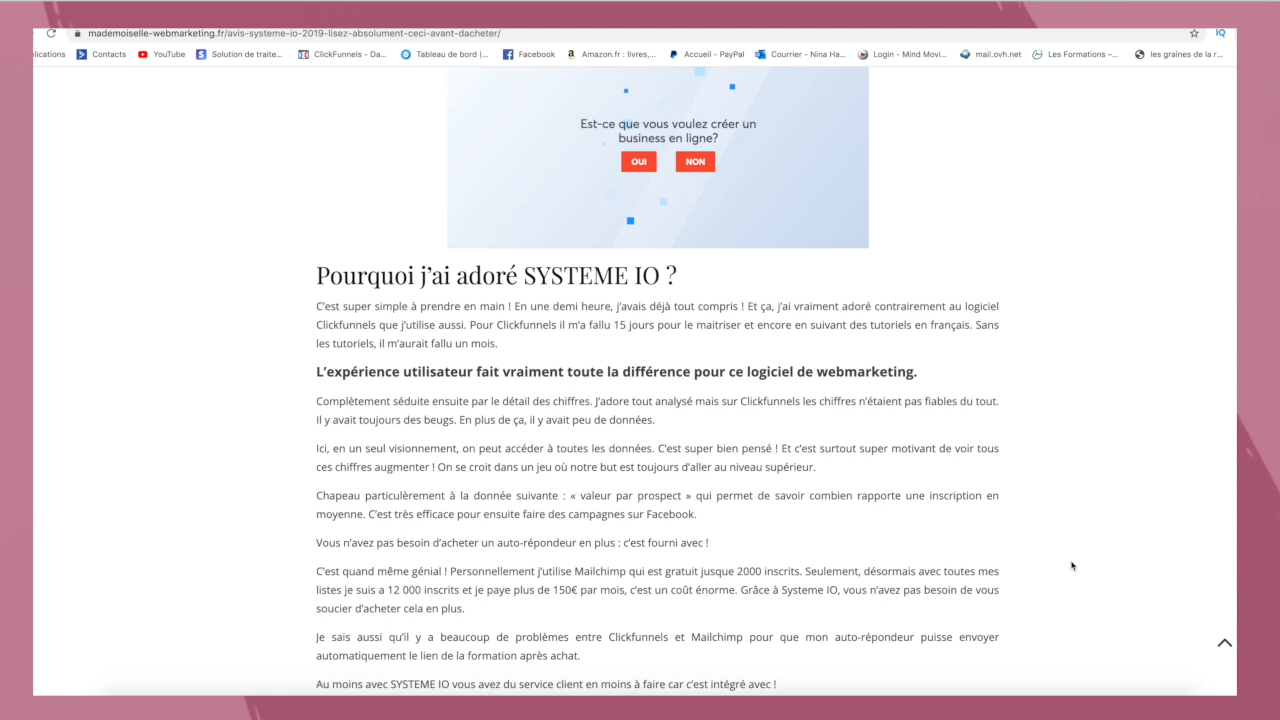 mademoiselle-webmarketing.fr/avis-systeme-io-2019-lisez-absolument-ceci-avant-dacheter/
IQ
lications Contacts YouTube Solution de traite... ClickFunnels - Da... Tableau de bord |... Facebook Amazon.fr : livres,... Accueil - PayPal Courrier - Nina Ha... Login - Mind Movi... mail.ovh.net Les Formations –... les graines de la r...
Est-ce que vous voulez créer un
business en ligne?
OUI NON
Pourquoi j'ai adoré SYSTEME IO ?
C'est super simple à prendre en main ! En une demi heure, j'avais déjà tout compris ! Et ça, j'ai vraiment adoré contrairement au logiciel
Clickfunnels que j'utilise aussi. Pour Clickfunnels il m'a fallu 15 jours pour le maitriser et encore en suivant des tutoriels en français. Sans
les tutoriels, il m'aurait fallu un mois.
L'expérience utilisateur fait vraiment toute la différence pour ce logiciel de webmarketing.
Complètement séduite ensuite par le détail des chiffres. J'adore tout analysé mais sur Clickfunnels les chiffres n'étaient pas fiables du tout.
Il y avait toujours des beugs. En plus de ça, il y avait peu de données.
Ici, en un seul visionnement, on peut accéder à toutes les données. C'est super bien pensé ! Et c'est surtout super motivant de voir tous
ces chiffres augmenter ! On se croit dans un jeu où notre but est toujours d'aller au niveau supérieur.
Chapeau particulèrement à la donnée suivante : « valeur par prospect » qui permet de savoir combien rapporte une inscription en
moyenne. C'est très efficace pour ensuite faire des campagnes sur Facebook.
Vous n'avez pas besoin d'acheter un auto-répondeur en plus : c'est fourni avec !
C'est quand même génial ! Personnellement j'utilise Mailchimp qui est gratuit jusque 2000 inscrits. Seulement, désormais avec toutes mes
listes je suis a 12 000 inscrits et je paye plus de 150€ par mois, c'est un coût énorme. Grâce à Systeme IO, vous n'avez pas besoin de vous
soucier d'acheter cela en plus.
Je sais aussi qu'il y a beaucoup de problèmes entre Clickfunnels et Mailchimp pour que mon auto-répondeur puisse envoyer
automatiquement le lien de la formation après achat.
Au moins avec SYSTEME IO vous avez du service client en moins à faire car c'est intégré avec !